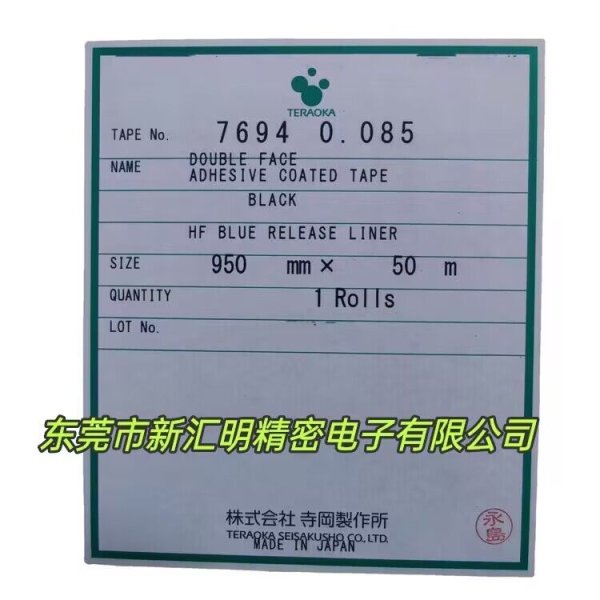 TERAOKA
TAPE No. 7694 0.085
NAME DOUBLE FACE
ADHESIVE COATED TAPE
BLACK
HF BLUE RELEASE LINER
SIZE 950 mm × 50 m
QUANTITY 1 Rolls
LOT No.
东莞市新汇明精密电子有限公司
株式会社 寺岡製作所
TERAOKA SEISAKUSHO CO., LTD.
MADE IN JAPAN
永島